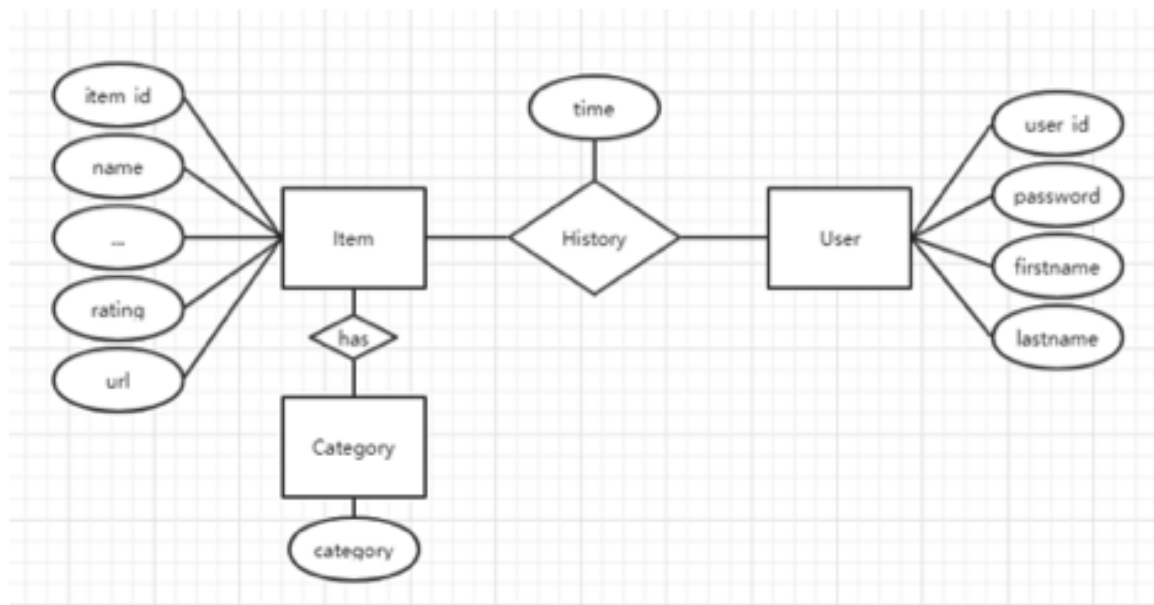 item id
name
...
rating
url
Item
has
Category
category
time
History
User
user id
password
firstname
lastname